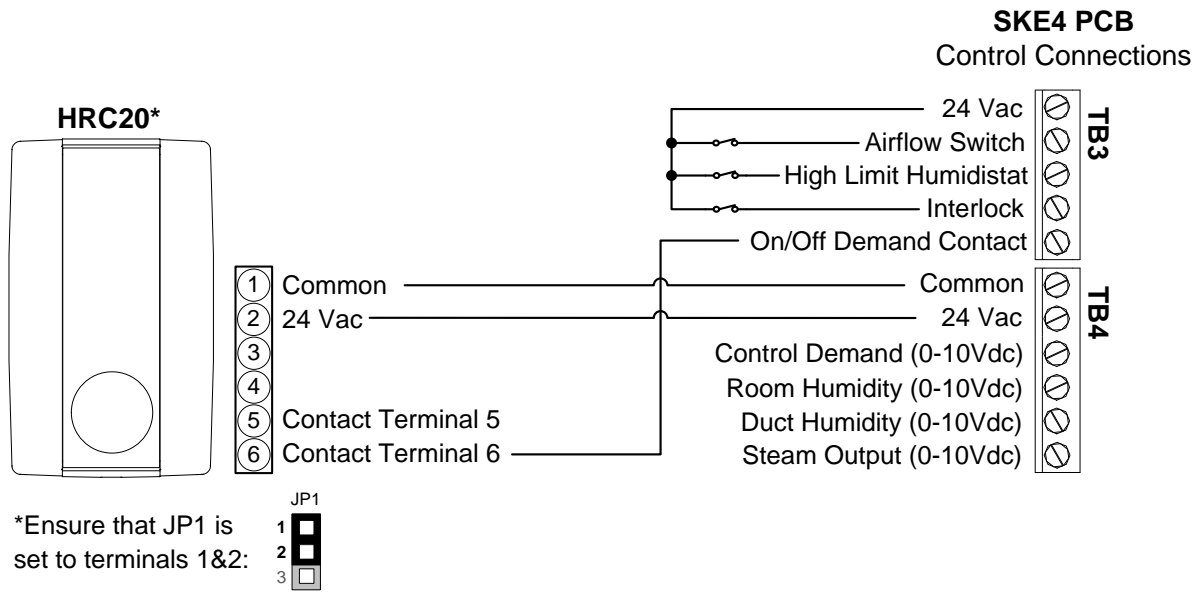 SKE4 PCB
Control Connections
HRC20*
24 Vac
Airflow Switch
High Limit Humidistat
Interlock
On/Off Demand Contact
TB3
1 Common
2 24 Vac
3
4
5 Contact Terminal 5
6 Contact Terminal 6
Common
24 Vac
Control Demand (0-10Vdc)
Room Humidity (0-10Vdc)
Duct Humidity (0-10Vdc)
Steam Output (0-10Vdc)
TB4
*Ensure that JP1 is
set to terminals 1&2:
JP1
1
2
3